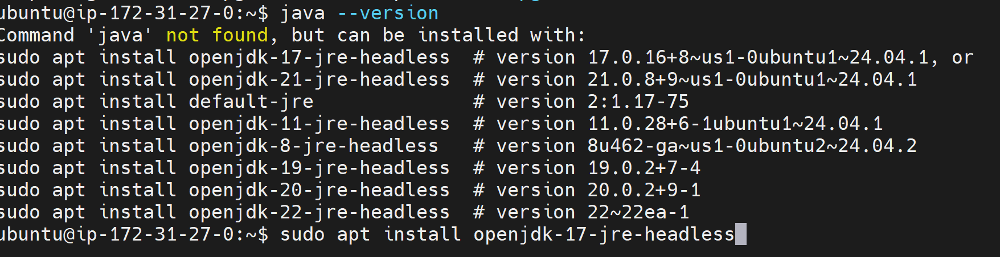 ubuntu@ip-172-31-27-0:~$ java --version
Command 'java' not found, but can be installed with:
sudo apt install openjdk-17-jre-headless  # version 17.0.16+8~us1-0ubuntu1~24.04.1, or
sudo apt install openjdk-21-jre-headless  # version 21.0.8+9~us1-0ubuntu1~24.04.1
sudo apt install default-jre              # version 2:1.17-75
sudo apt install openjdk-11-jre-headless  # version 11.0.28+6-1ubuntu1~24.04.1
sudo apt install openjdk-8-jre-headless   # version 8u462-ga~us1-0ubuntu2~24.04.2
sudo apt install openjdk-19-jre-headless  # version 19.0.2+7-4
sudo apt install openjdk-20-jre-headless  # version 20.0.2+9-1
sudo apt install openjdk-22-jre-headless  # version 22~22ea-1
ubuntu@ip-172-31-27-0:~$ sudo apt install openjdk-17-jre-headless